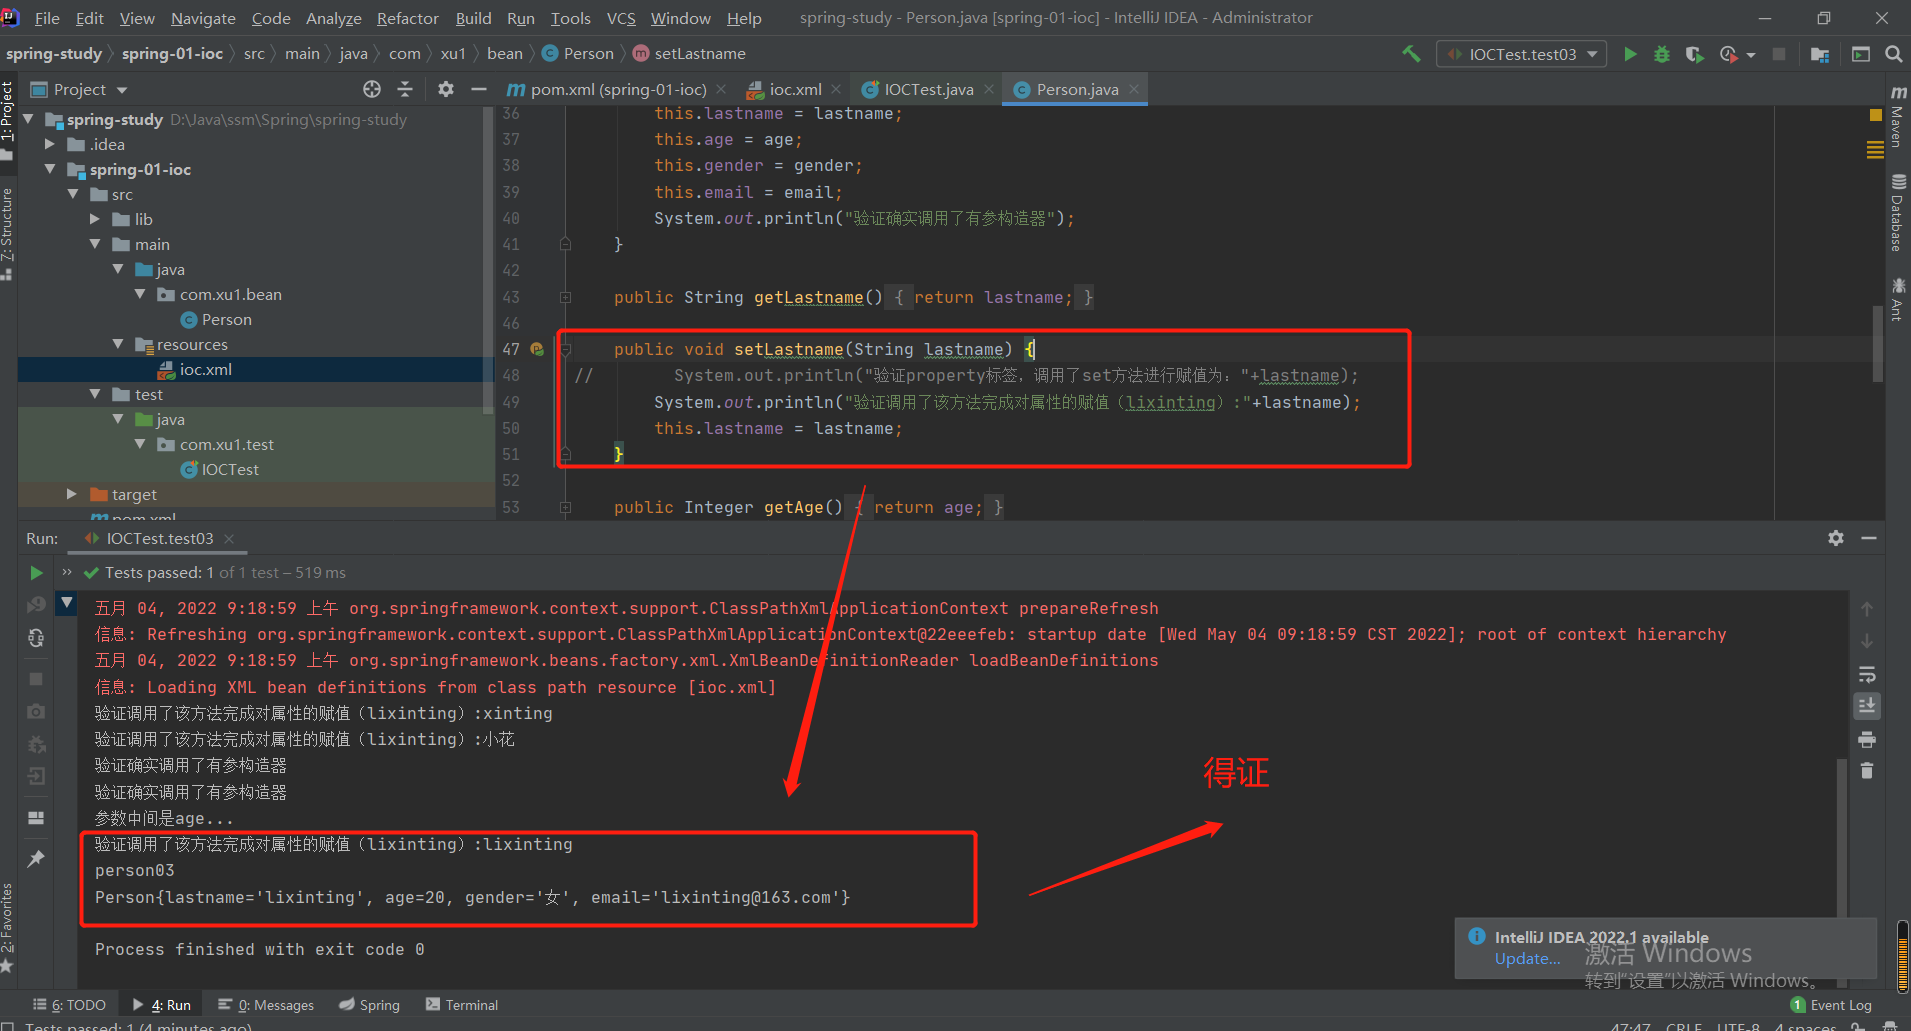 File Edit View Navigate Code Analyze Refactor Build Run Tools VCS Window Help spring-study - Person.java [spring-01-ioc] - IntelliJ IDEA - Administrator
spring-study spring-01-ioc src main java com xu1 bean Person setLastname IOCTest.test03
Project
pom.xml (spring-01-ioc) ioc.xml IOCTest.java Person.java
1: Project
Z: Structure
2: Favorites
Maven
Database
Ant
spring-study D:\Java\ssm\Spring\spring-study
.idea
spring-01-ioc
src
lib
main
java
com.xu1.bean
Person
resources
ioc.xml
test
java
com.xu1.test
IOCTest
target
pom.xml
36 this.lastname = lastname;
37 this.age = age;
38 this.gender = gender;
39 this.email = email;
40 System.out.println("验证确实调用了有参构造器");
41 }
42
43 public String getLastname() { return lastname; }
46
47 public void setLastname(String lastname) {
48 // System.out.println("验证property标签，调用了set方法进行赋值为："+lastname);
49 System.out.println("验证调用了该方法完成对属性的赋值（lixinting）:"+lastname);
50 this.lastname = lastname;
51 }
52
53 public Integer getAge() { return age; }
Run: IOCTest.test03
Tests passed: 1 of 1 test – 519 ms
五月 04, 2022 9:18:59 上午 org.springframework.context.support.ClassPathXmlApplicationContext prepareRefresh
信息: Refreshing org.springframework.context.support.ClassPathXmlApplicationContext@22eeefeb: startup date [Wed May 04 09:18:59 CST 2022]; root of context hierarchy
五月 04, 2022 9:18:59 上午 org.springframework.beans.factory.xml.XmlBeanDefinitionReader loadBeanDefinitions
信息: Loading XML bean definitions from class path resource [ioc.xml]
验证调用了该方法完成对属性的赋值（lixinting）:xinting
验证调用了该方法完成对属性的赋值（lixinting）:小花
验证确实调用了有参构造器
验证确实调用了有参构造器
参数中间是age...
验证调用了该方法完成对属性的赋值（lixinting）:lixinting
person03
Person{lastname='lixinting', age=20, gender='女', email='lixinting@163.com'}
Process finished with exit code 0
得证
IntelliJ IDEA 2022.1 available
Update...
激活 Windows
转到“设置”以激活 Windows。
6: TODO 4: Run 0: Messages Spring Terminal 1 Event Log
Tests passed: 1 (4 minutes ago) 47:47 CRLF UTF-8 4 spaces